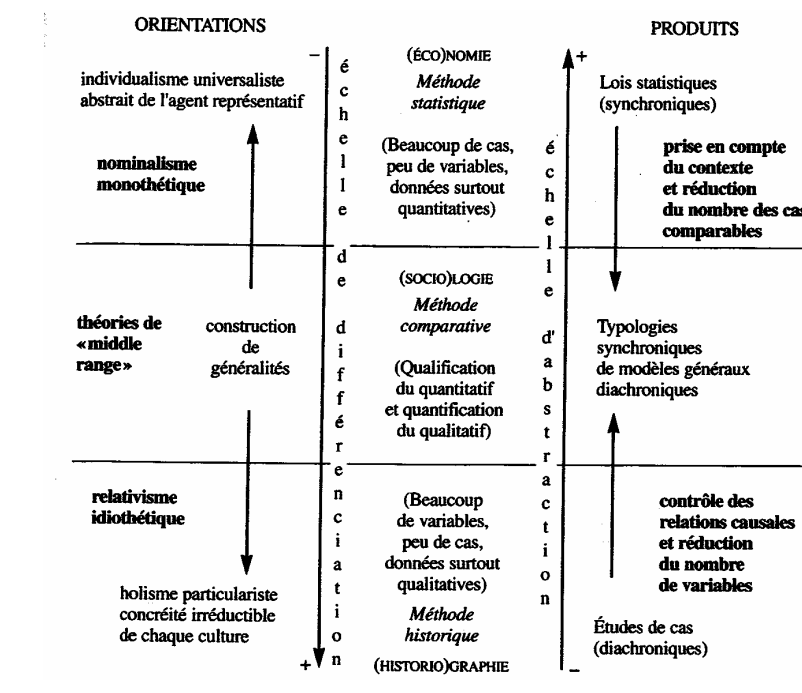 ORIENTATIONS
PRODUITS
(ÉCO)NOMIE
Méthode
statistique
(Beaucoup de cas,
peu de variables,
données surtout
quantitatives)
individualisme universaliste
abstrait de l'agent représentatif
nominalisme
monothétique
Lois statistiques
(synchroniques)
prise en compte
du contexte
et réduction
du nombre des cas
comparables
(SOCIO)LOGIE
Méthode
comparative
(Qualification
du quantitatif
et quantification
du qualitatif)
théories de
«middle
range»
construction
de
généralités
Typologies
synchroniques
de modèles généraux
diachroniques
relativisme
idiothétique
holisme particulariste
concréité irréductible
de chaque culture
(Beaucoup
de variables,
peu de cas,
données surtout
qualitatives)
Méthode
historique
(HISTORIO)GRAPHIE
contrôle des
relations causales
et réduction
du nombre
de variables
Études de cas
(diachroniques)
– échelle de différenciation +
+ échelle d'abstraction –